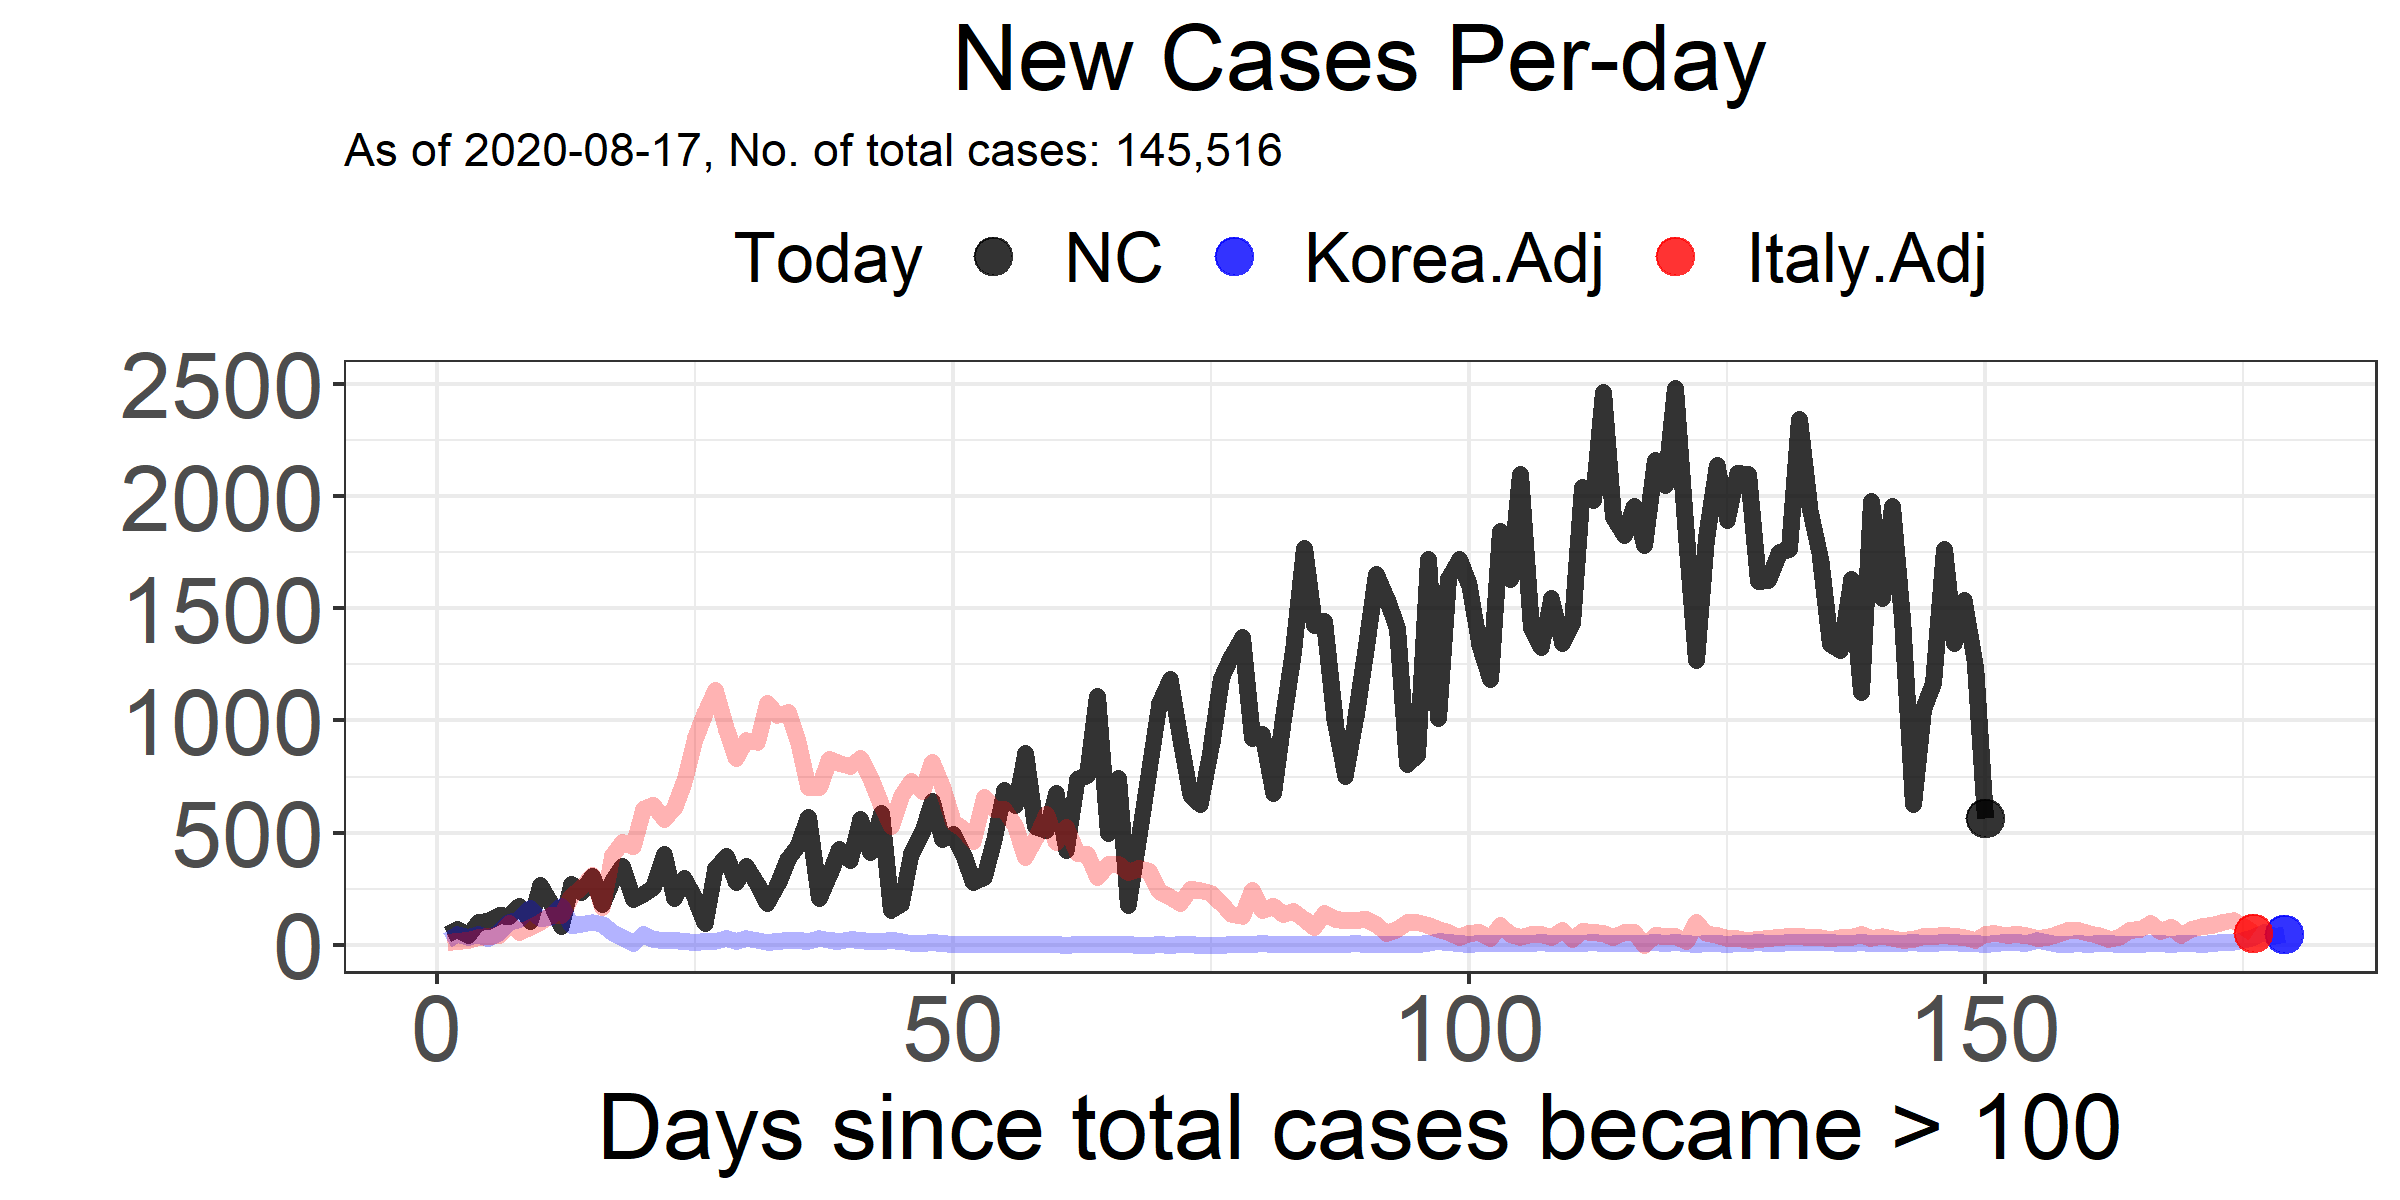 New Cases Per-day
As of 2020-08-17, No. of total cases: 145,516
Today NC Korea.Adj Italy.Adj
2500
2000
1500
1000
500
0
0 50 100 150
Days since total cases became > 100